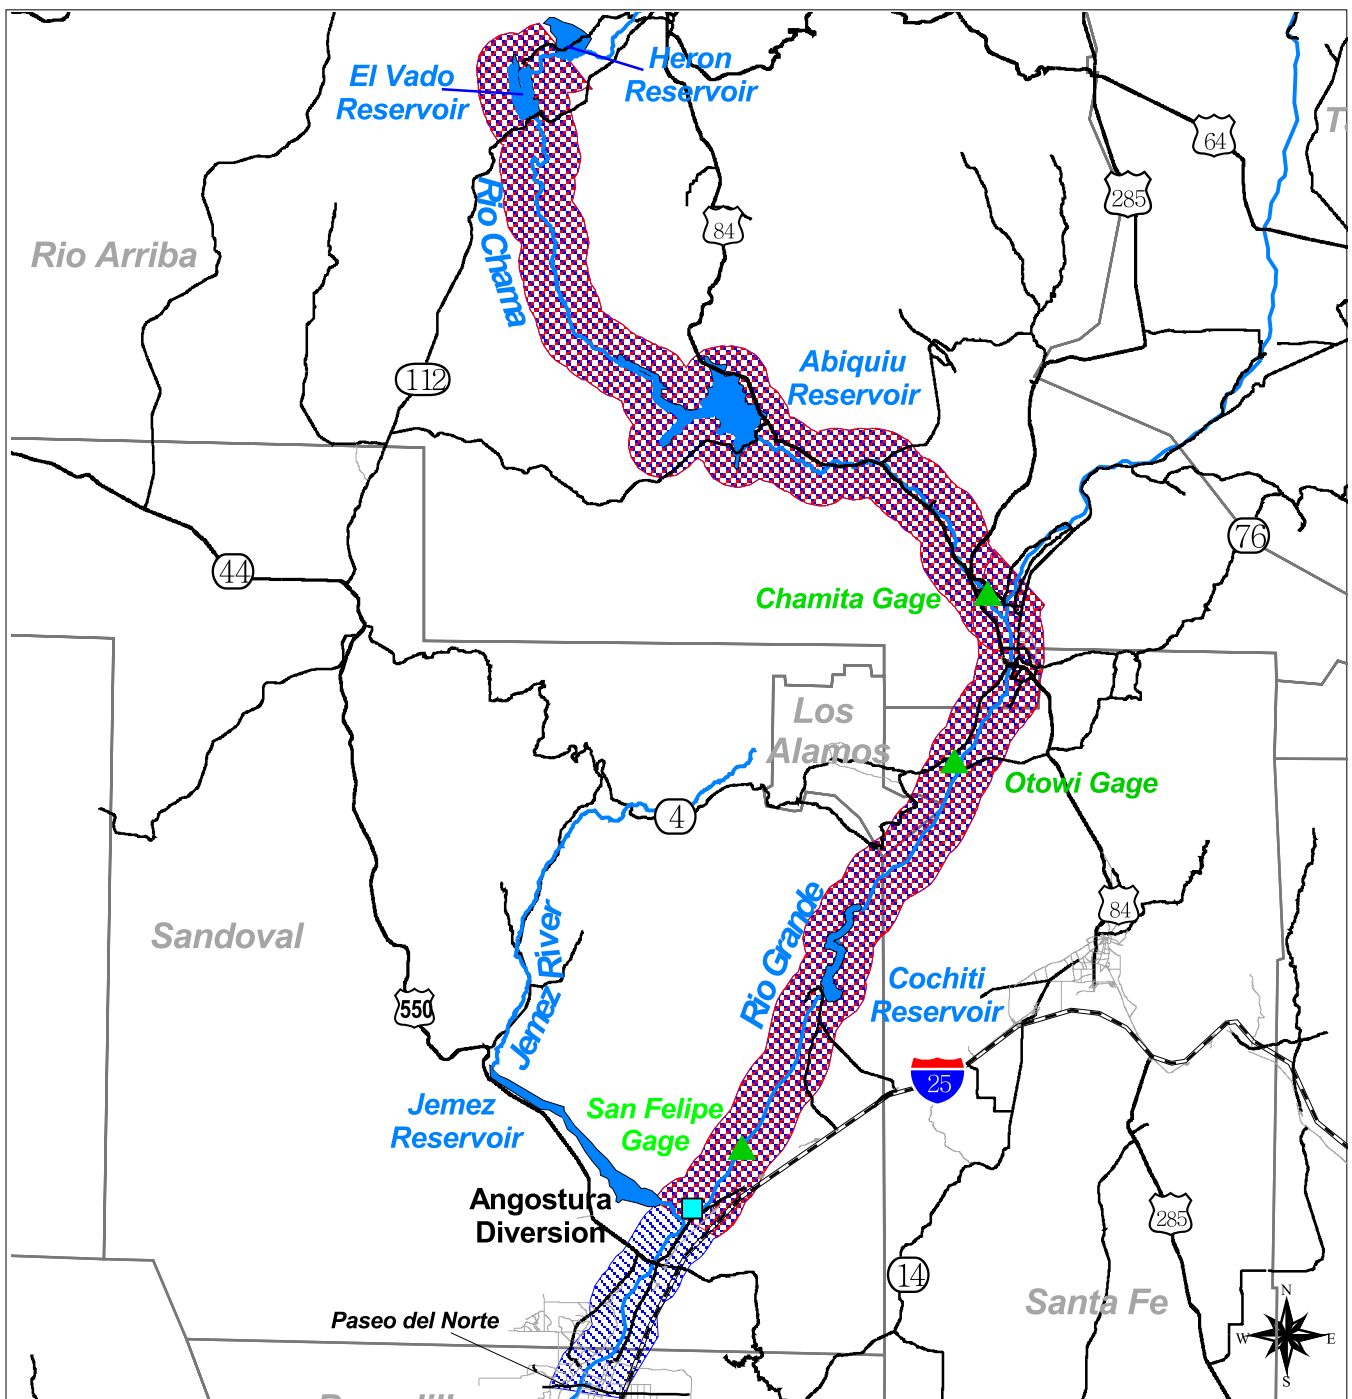 Heron
Reservoir
El Vado
Reservoir
64
285
Rio Chama
84
Rio Arriba
Abiquiu
Reservoir
112
76
44
Chamita Gage
Los
Alamos
Otowi Gage
4
84
Rio Grande
Sandoval
Jemez River
Cochiti
Reservoir
550
25
Jemez
Reservoir
San Felipe
Gage
Angostura
Diversion
285
14
Santa Fe
N
W
E
S
Paseo del Norte